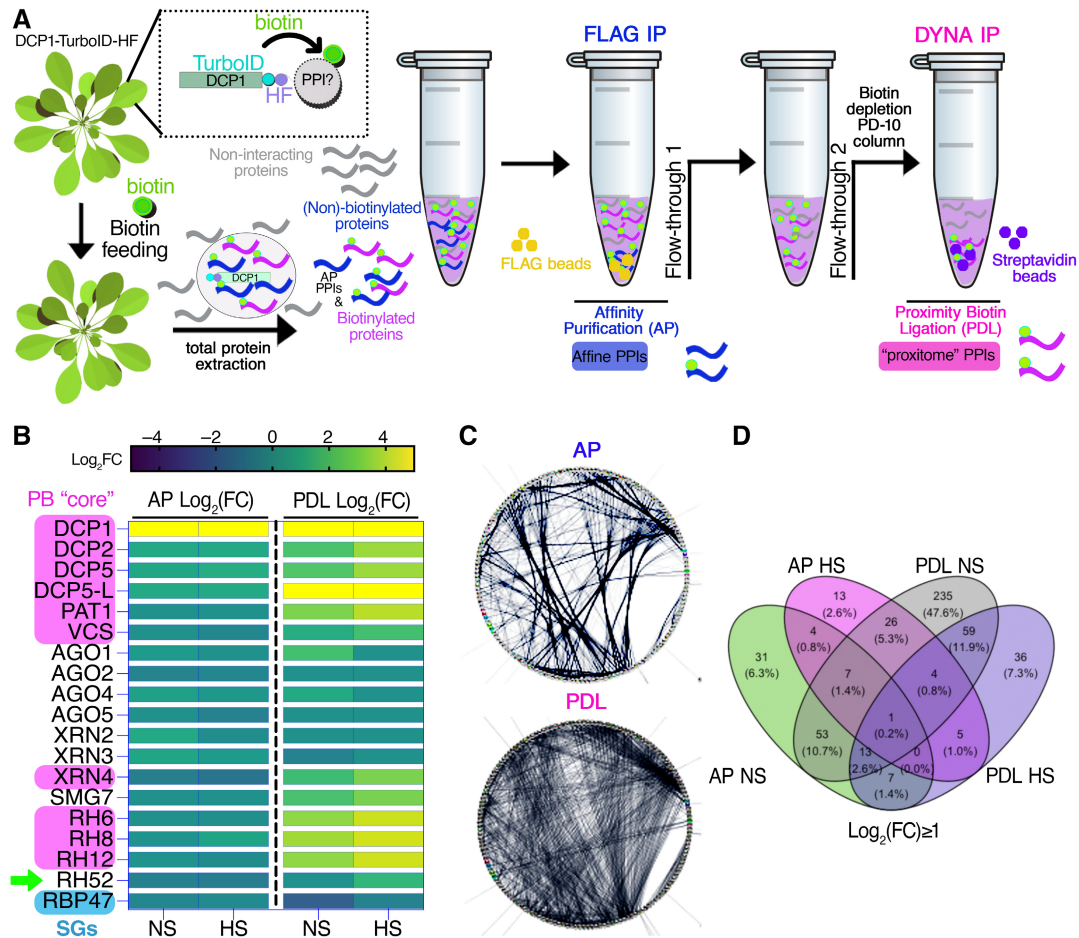 A
DCP1-TurboID-HF
biotin
TurboID
DCP1
HF
PPI?
FLAG IP
DYNA IP
Biotin
depletion
PD-10
column
Non-interacting
proteins
biotin
Biotin
feeding
(Non)-biotinylated
proteins
DCP1
AP
PPIs
&
Biotinylated
proteins
total protein
extraction
FLAG beads
Flow-through 1
Flow-through 2
Streptavidin
beads
Affinity
Purification (AP)
Affine PPIs
Proximity Biotin
Ligation (PDL)
“proxitome” PPIs
B
−4 −2 0 2 4
Log2FC
PB “core” AP Log2(FC) PDL Log2(FC)
DCP1
DCP2
DCP5
DCP5-L
PAT1
VCS
AGO1
AGO2
AGO4
AGO5
XRN2
XRN3
XRN4
SMG7
RH6
RH8
RH12
RH52
RBP47
SGs NS HS NS HS
C
AP
PDL
D
AP HS PDL NS
13
(2.6%)
235
(47.6%)
4
(0.8%)
26
(5.3%)
59
(11.9%)
31
(6.3%)
36
(7.3%)
7
(1.4%)
4
(0.8%)
1
(0.2%)
53
(10.7%)
13
(2.6%)
0
(0.0%)
5
(1.0%)
7
(1.4%)
AP NS PDL HS
Log2(FC)≥1